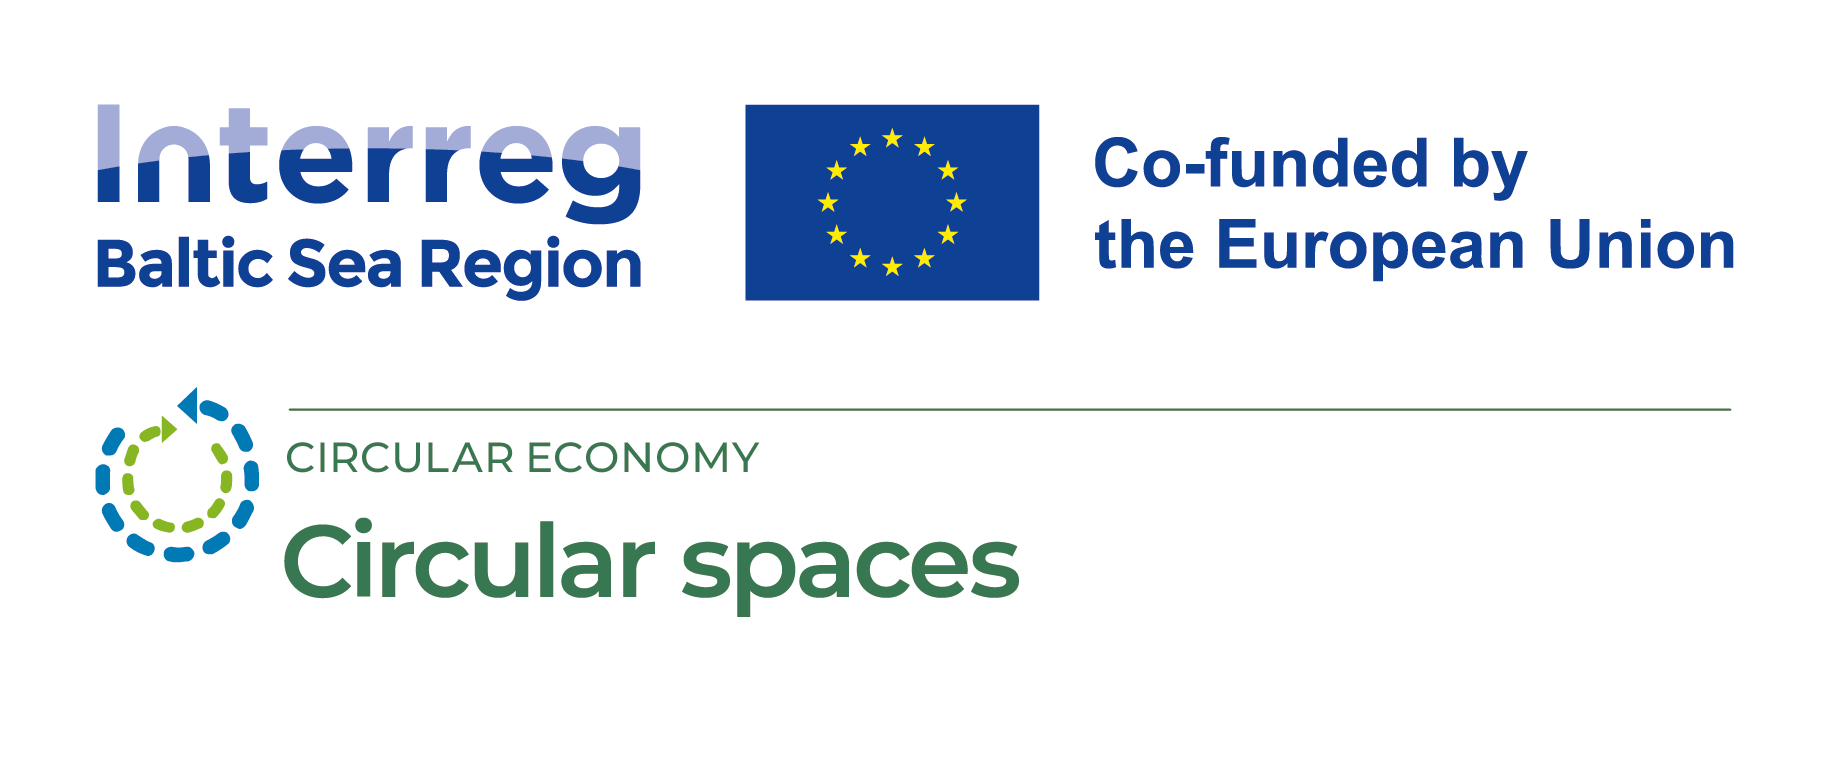 Interreg
Baltic Sea Region
Co-funded by
the European Union
CIRCULAR ECONOMY
Circular spaces